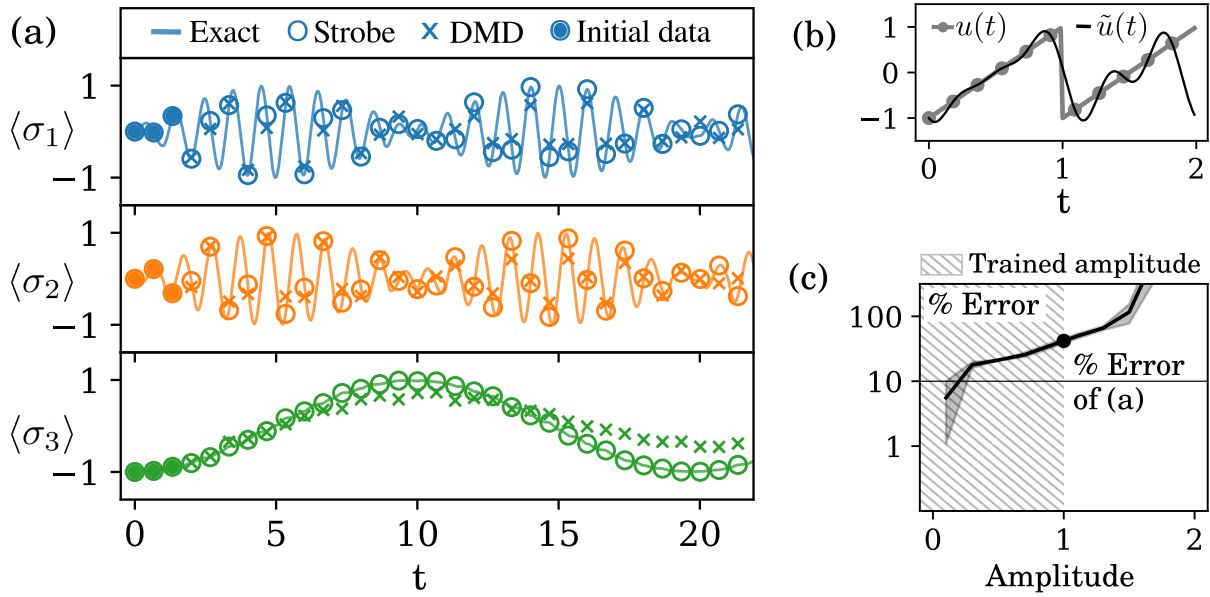 (a)
Exact Strobe DMD Initial data
1
⟨σ1⟩
−1
1
⟨σ2⟩
−1
1
⟨σ3⟩
−1
0 5 10 15 20
t
(b)
u(t) ũ(t)
1
0
−1
0 1 2
t
(c)
Trained amplitude
% Error
100
10
1
% Error
of (a)
0 1 2
Amplitude